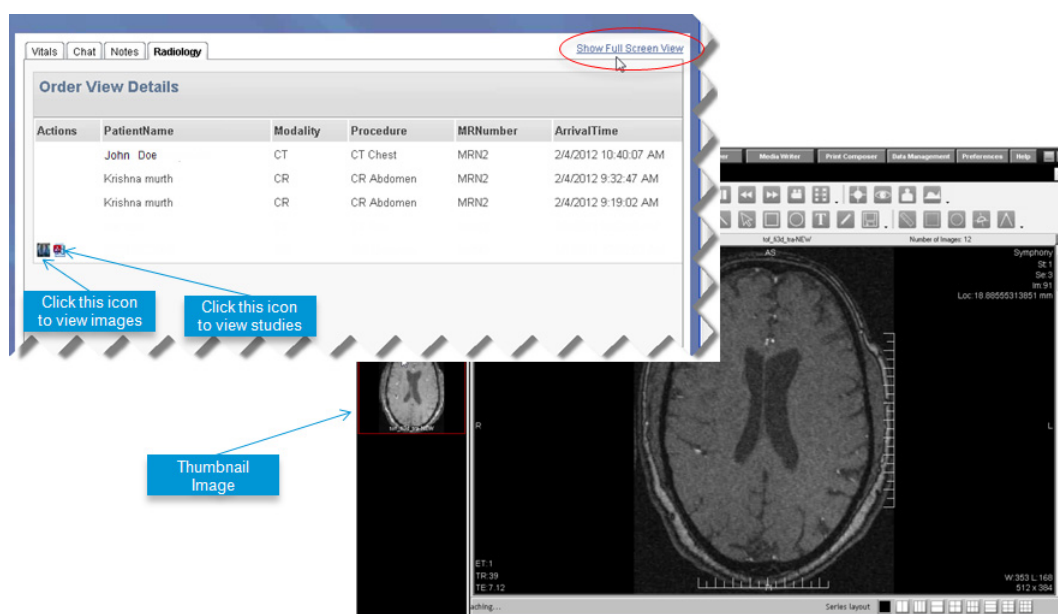 Vitals Chat Notes Radiology Show Full Screen View
Order View Details
Actions PatientName Modality Procedure MRNumber ArrivalTime
John Doe CT CT Chest MRN2 2/4/2012 10:40:07 AM
Krishna murth CR CR Abdomen MRN2 2/4/2012 9:32:47 AM
Krishna murth CR CR Abdomen MRN2 2/4/2012 9:19:02 AM
Click this icon
to view images
Click this icon
to view studies
Media Writer Print Composer Data Management Preferences Help
T
Number of Images: 12
AS
Symphony
St:1
Se:3
Im:91
Loc:18.88555313851 mm
R
L
Thumbnail
Image
ET:1
TR:39
TE:7.12
W:353 L:168
512 x 384
Series layout